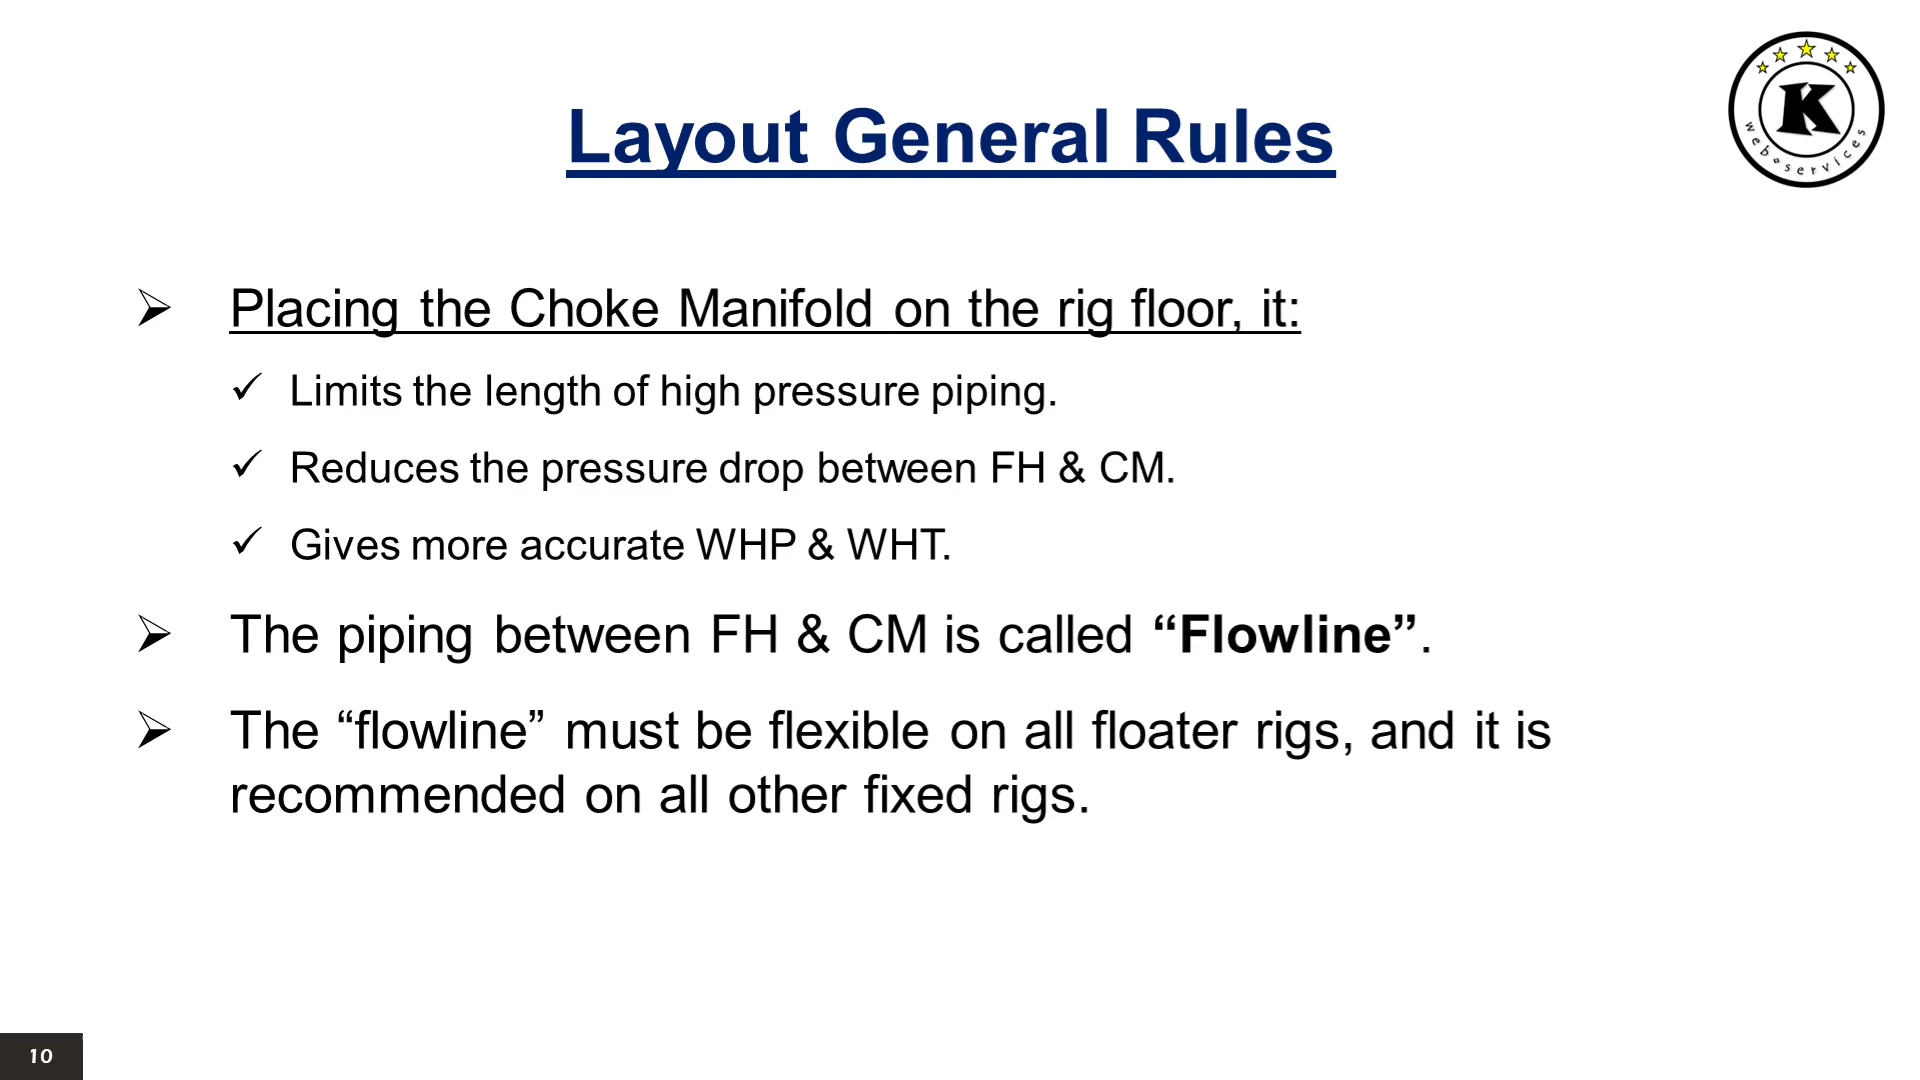 Layout General Rules
K
web•services
➢ Placing the Choke Manifold on the rig floor, it:
✓ Limits the length of high pressure piping.
✓ Reduces the pressure drop between FH & CM.
✓ Gives more accurate WHP & WHT.
➢ The piping between FH & CM is called “Flowline”.
➢ The “flowline” must be flexible on all floater rigs, and it is
recommended on all other fixed rigs.
10